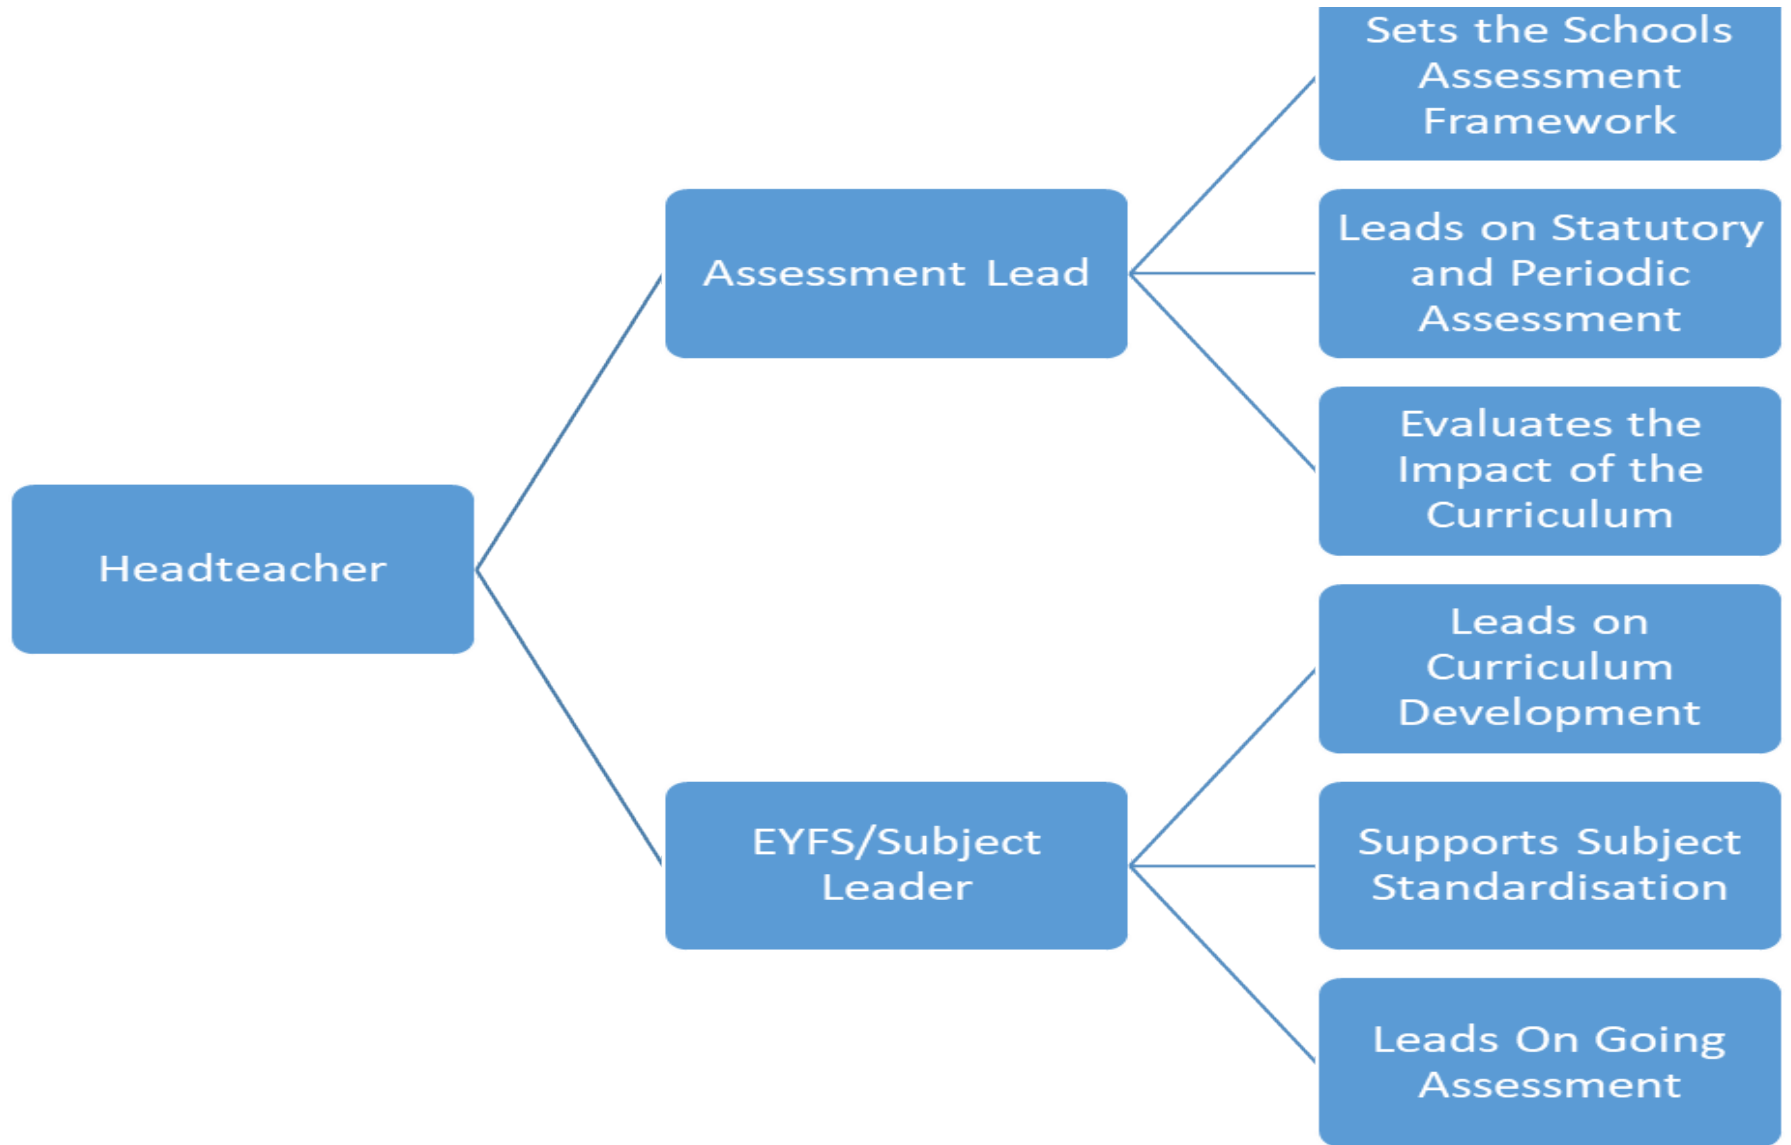 Headteacher
Assessment Lead
Sets the Schools
Assessment
Framework
Leads on Statutory
and Periodic
Assessment
Evaluates the
Impact of the
Curriculum
EYFS/Subject
Leader
Leads on
Curriculum
Development
Supports Subject
Standardisation
Leads On Going
Assessment